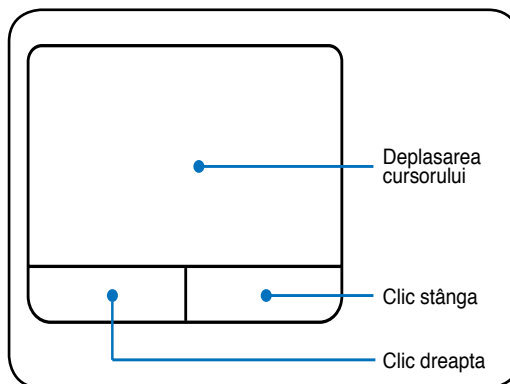 Deplasarea
cursorului
Clic stânga
Clic dreapta